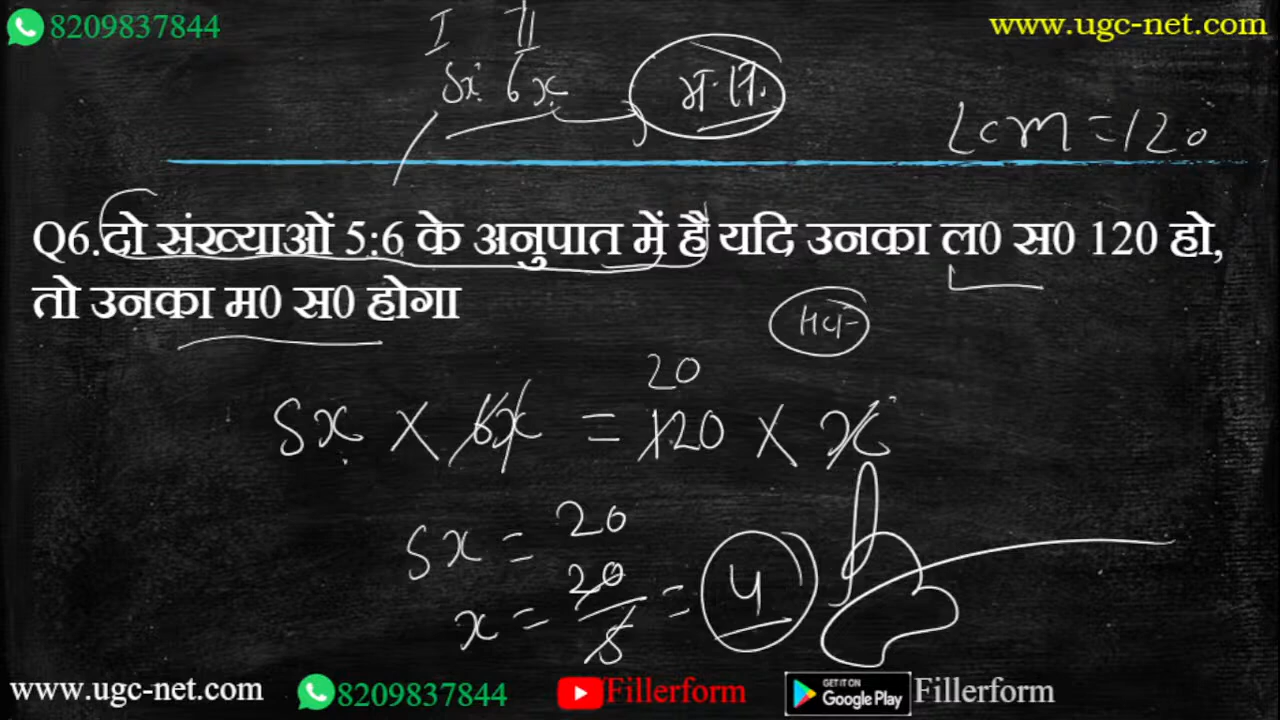 8209837844
www.ugc-net.com
I II
5x 6x
म.स.
LCM = 120
Q6.दो संख्याओं 5:6 के अनुपात में हैं यदि उनका ल0 स0 120 हो,
तो उनका म0 स0 होगा
20
5x × 6x = 120 × x
5x = 20
x = 20/5 = 4
www.ugc-net.com
8209837844
Fillerform
GET IT ON
Google Play
Fillerform